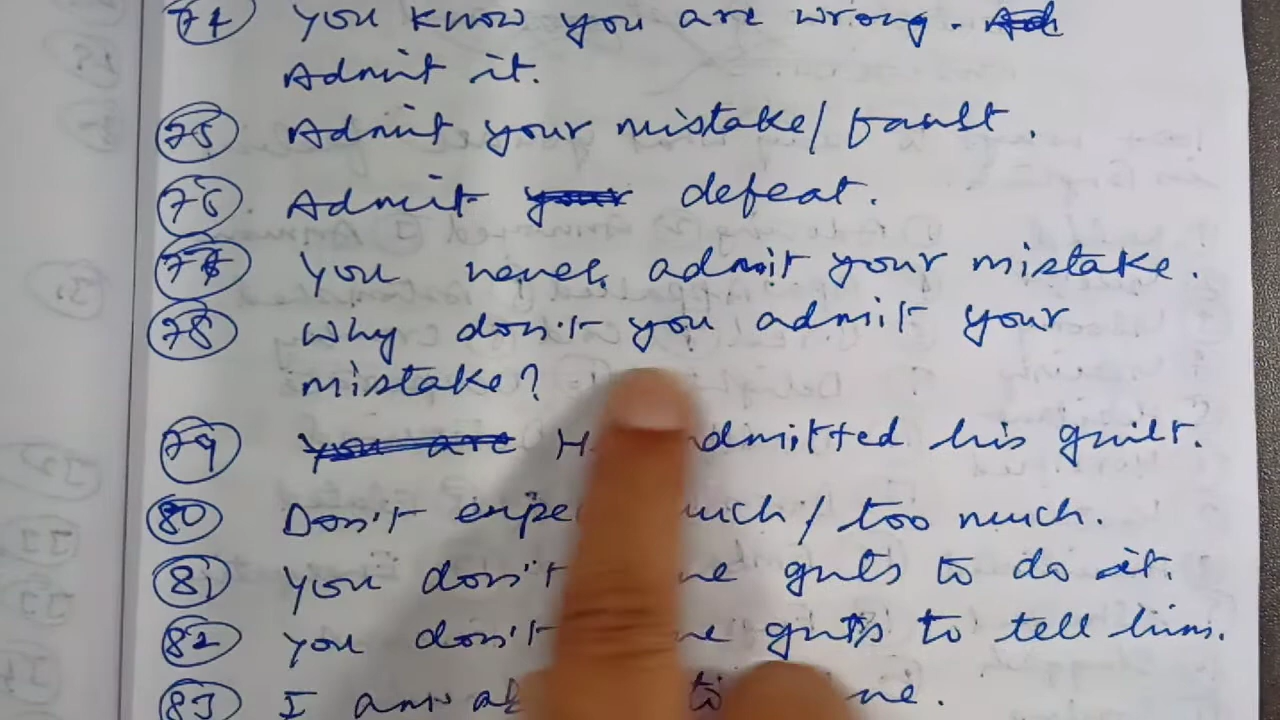 74 You know you are wrong.
Admit it.
75 Admit your mistake/fault.
76 Admit your defeat.
77 You never admit your mistake.
78 Why don't you admit your
mistake?
79 You are H admitted his guilt.
80 Don't expe much/too much.
81 You don't guts to do it.
82 You don't guts to tell him.
83 I am